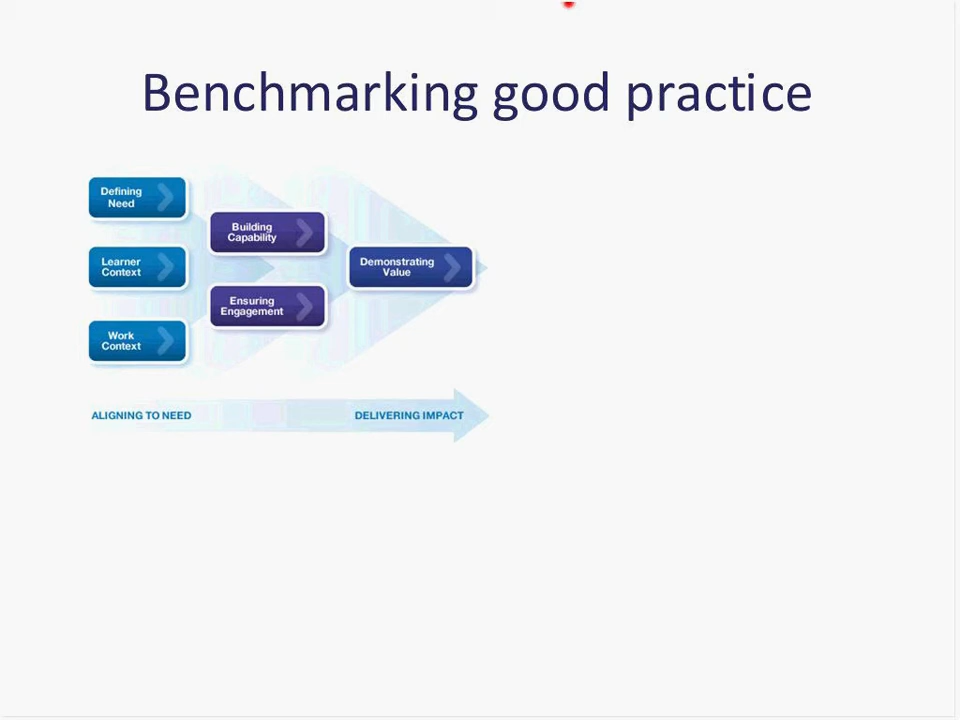 Benchmarking good practice
Defining
Need
Learner
Context
Work
Context
Building
Capability
Ensuring
Engagement
Demonstrating
Value
ALIGNING TO NEED
DELIVERING IMPACT